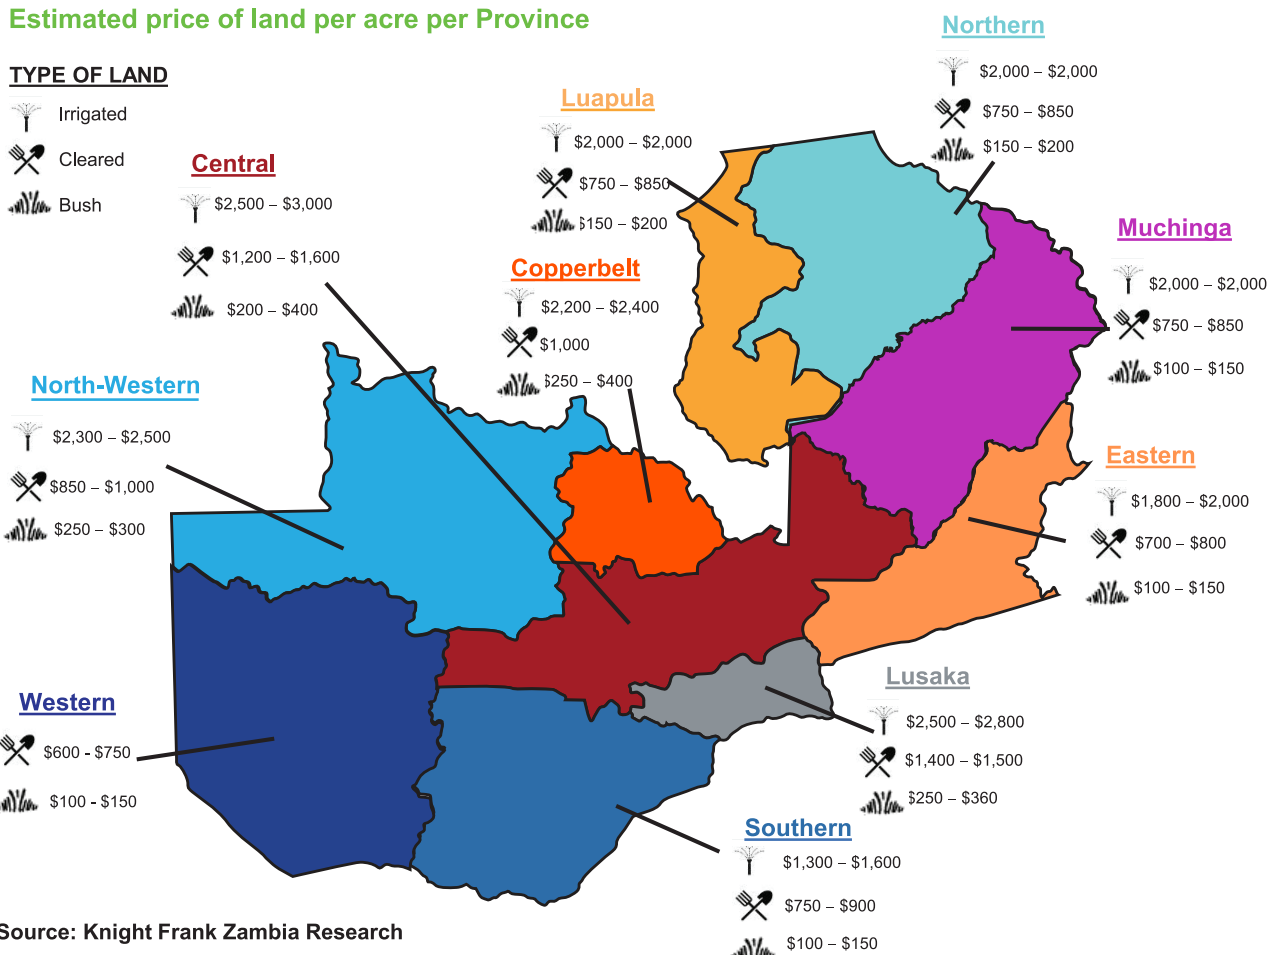 Estimated price of land per acre per Province
TYPE OF LAND
Irrigated
Cleared
Bush
Central
$2,500 – $3,000
$1,200 – $1,600
$200 – $400
Luapula
$2,000 – $2,000
$750 – $850
$150 – $200
Northern
$2,000 – $2,000
$750 – $850
$150 – $200
Copperbelt
$2,200 – $2,400
$1,000
$250 – $400
Muchinga
$2,000 – $2,000
$750 – $850
$100 – $150
North-Western
$2,300 – $2,500
$850 – $1,000
$250 – $300
Eastern
$1,800 – $2,000
$700 – $800
$100 – $150
Western
$600 - $750
$100 - $150
Lusaka
$2,500 – $2,800
$1,400 – $1,500
$250 – $360
Southern
$1,300 – $1,600
$750 – $900
$100 – $150
Source: Knight Frank Zambia Research